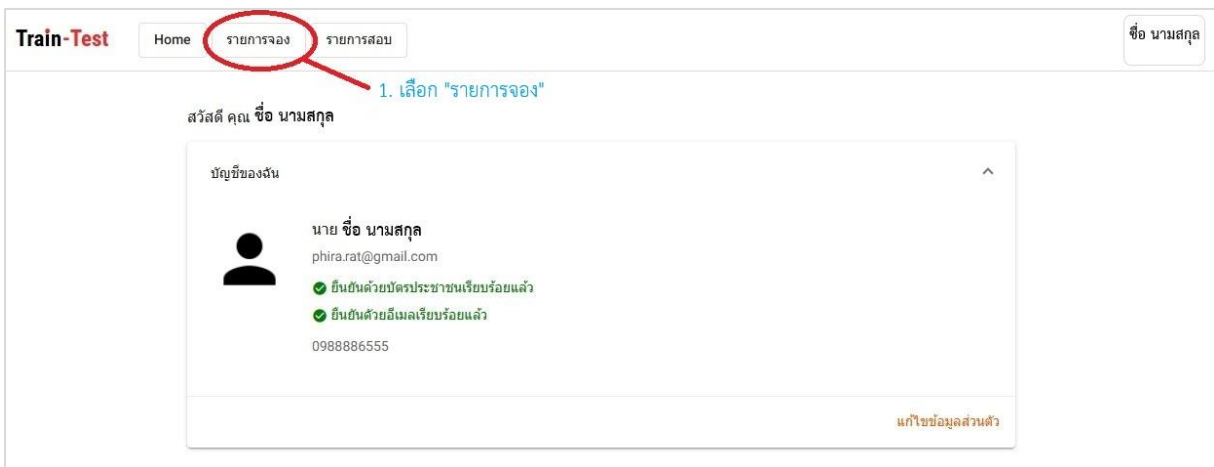 Train-Test Home รายการจอง รายการสอบ ชื่อ นามสกุล
1. เลือก "รายการจอง"
สวัสดี คุณ ชื่อ นามสกุล
บัญชีของฉัน
นาย ชื่อ นามสกุล
phira.rat@gmail.com
ยืนยันด้วยบัตรประชาชนเรียบร้อยแล้ว
ยืนยันด้วยอีเมลเรียบร้อยแล้ว
0988886555
แก้ไขข้อมูลส่วนตัว